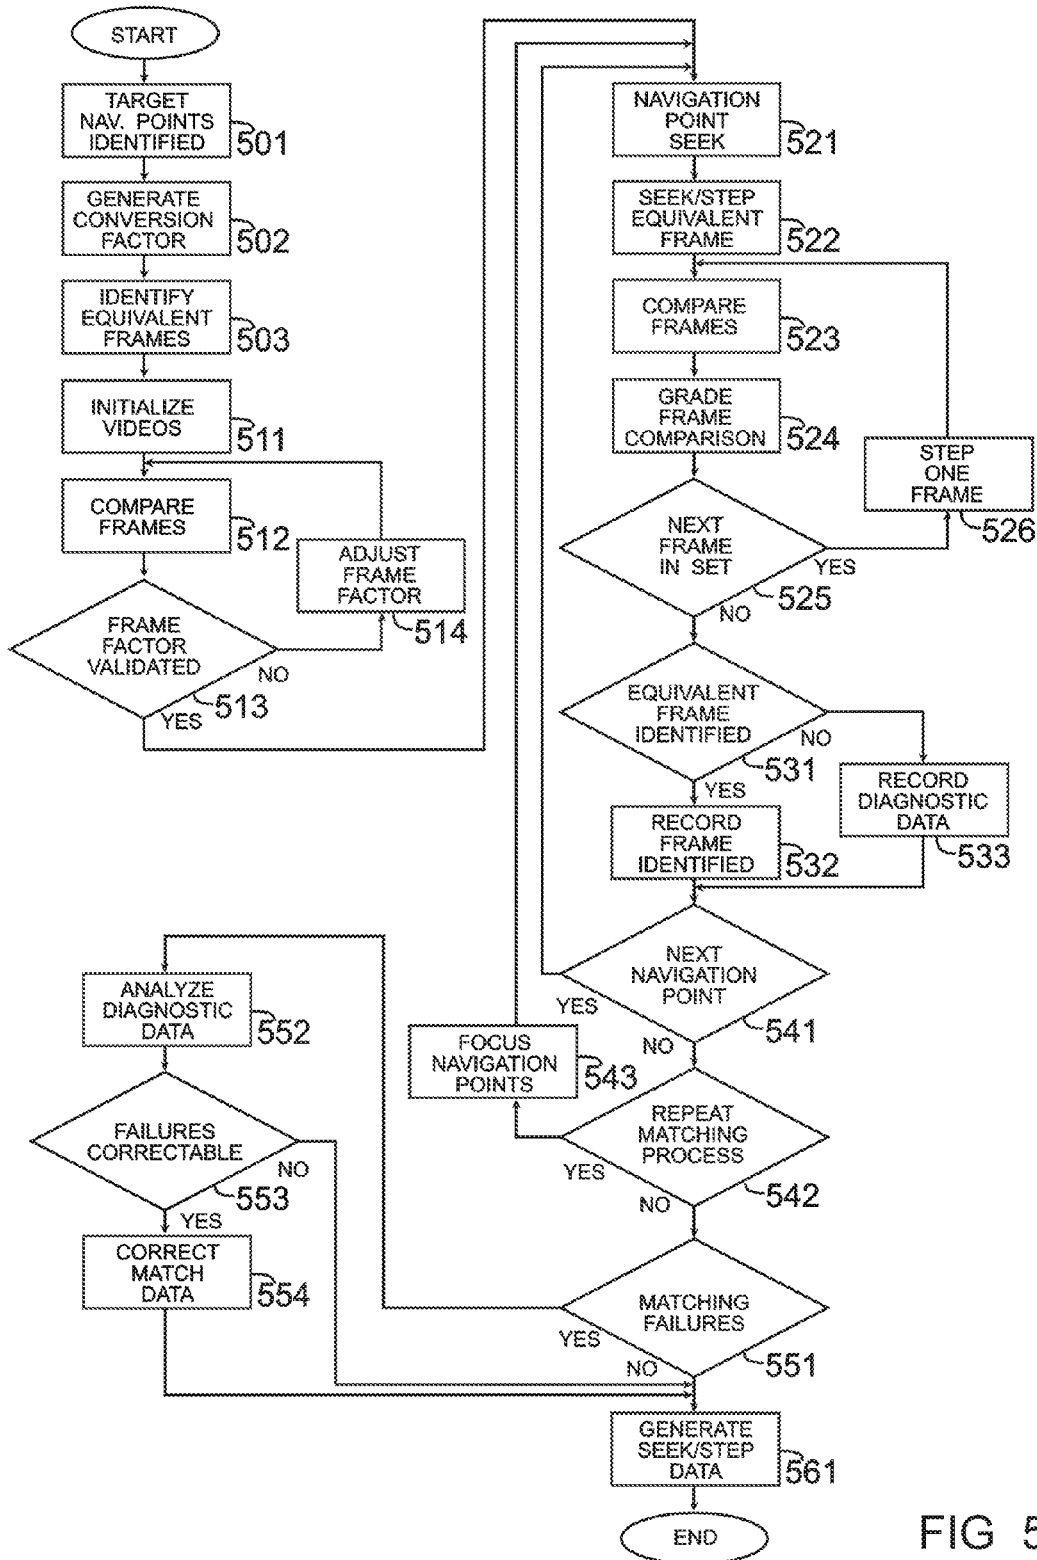 START
TARGET
NAV. POINTS
IDENTIFIED
501
GENERATE
CONVERSION
FACTOR
502
IDENTIFY
EQUIVALENT
FRAMES
503
INITIALIZE
VIDEOS
511
COMPARE
FRAMES
512
ADJUST
FRAME
FACTOR
514
FRAME
FACTOR
VALIDATED
NO
513
YES
NAVIGATION
POINT
SEEK
521
SEEK/STEP
EQUIVALENT
FRAME
522
COMPARE
FRAMES
523
GRADE
FRAME
COMPARISON
524
STEP
ONE
FRAME
526
NEXT
FRAME
IN SET
YES
525
NO
EQUIVALENT
FRAME
IDENTIFIED
NO
531
YES
RECORD
DIAGNOSTIC
DATA
533
RECORD
FRAME
IDENTIFIED
532
NEXT
NAVIGATION
POINT
YES
541
NO
FOCUS
NAVIGATION
POINTS
543
REPEAT
MATCHING
PROCESS
YES
542
NO
MATCHING
FAILURES
YES
551
NO
ANALYZE
DIAGNOSTIC
DATA
552
FAILURES
CORRECTABLE
NO
553
YES
CORRECT
MATCH
DATA
554
GENERATE
SEEK/STEP
DATA
561
END
FIG 5